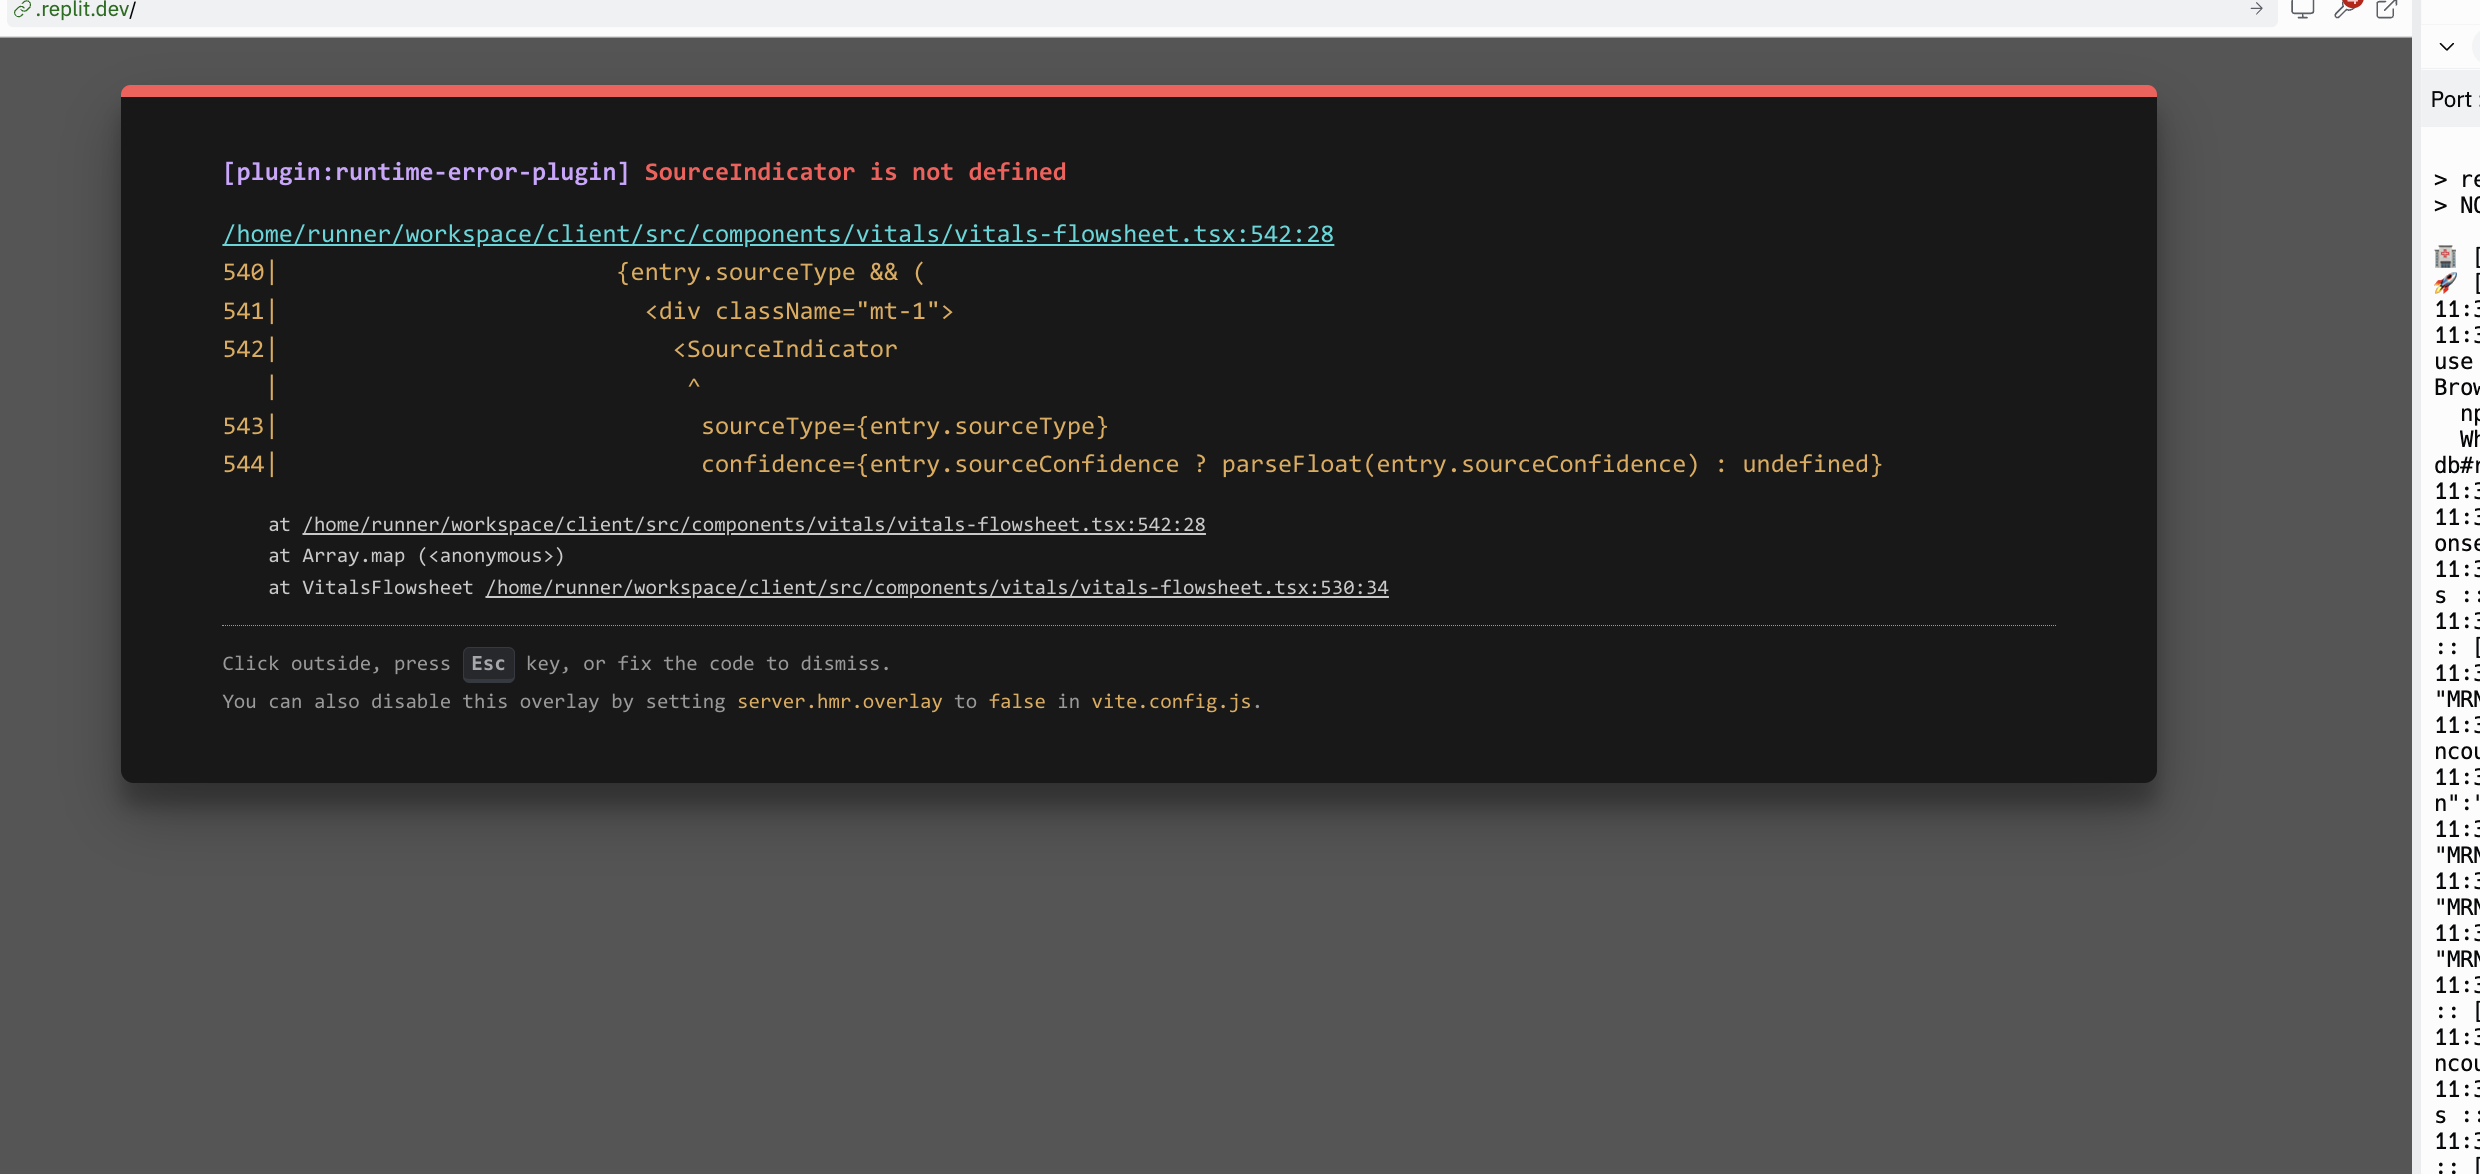 .replit.dev/
[plugin:runtime-error-plugin] SourceIndicator is not defined
/home/runner/workspace/client/src/components/vitals/vitals-flowsheet.tsx:542:28
540|                        {entry.sourceType && (
541|                          <div className="mt-1">
542|                            <SourceIndicator
   |                             ^
543|                              sourceType={entry.sourceType}
544|                              confidence={entry.sourceConfidence ? parseFloat(entry.sourceConfidence) : undefined}
at /home/runner/workspace/client/src/components/vitals/vitals-flowsheet.tsx:542:28
at Array.map (<anonymous>)
at VitalsFlowsheet /home/runner/workspace/client/src/components/vitals/vitals-flowsheet.tsx:530:34
Click outside, press Esc key, or fix the code to dismiss.
You can also disable this overlay by setting server.hmr.overlay to false in vite.config.js.
Port :
> re
> NO
[
[
11:3
11:3
use
Brow
np
Wh
db#r
11:3
11:3
onse
11:3
s ::
11:3
:: [
11:3
"MRN
11:3
ncou
11:3
n":"
11:3
"MRN
11:3
"MRN
11:3
"MRN
11:3
:: [
11:3
ncou
11:3
s ::
11:3
:: [